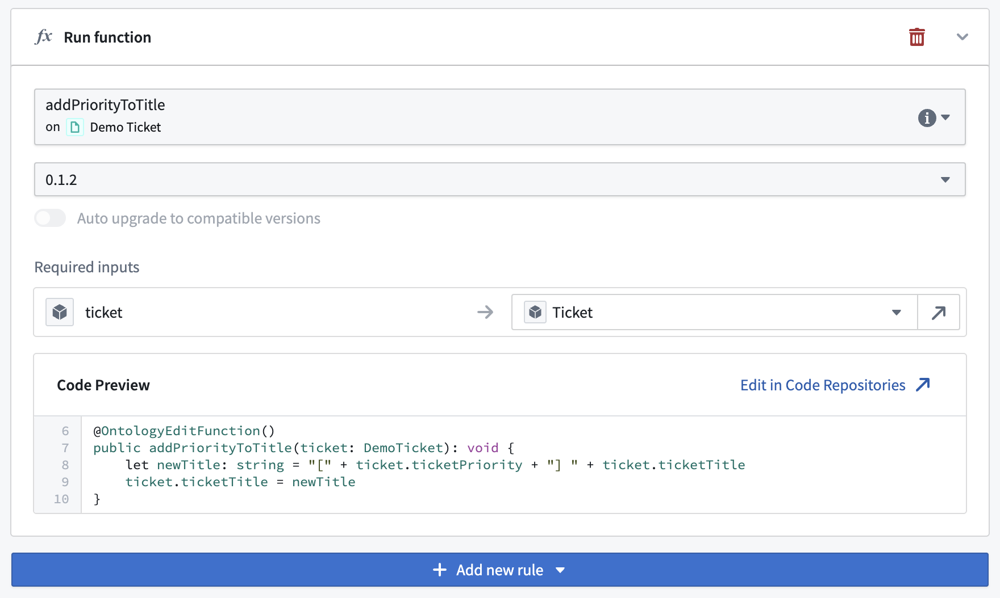 fx Run function
addPriorityToTitle
on Demo Ticket
0.1.2
Auto upgrade to compatible versions
Required inputs
ticket → Ticket
Code Preview Edit in Code Repositories
6 @OntologyEditFunction()
7 public addPriorityToTitle(ticket: DemoTicket): void {
8     let newTitle: string = "[" + ticket.ticketPriority + "] " + ticket.ticketTitle
9     ticket.ticketTitle = newTitle
10 }
+ Add new rule